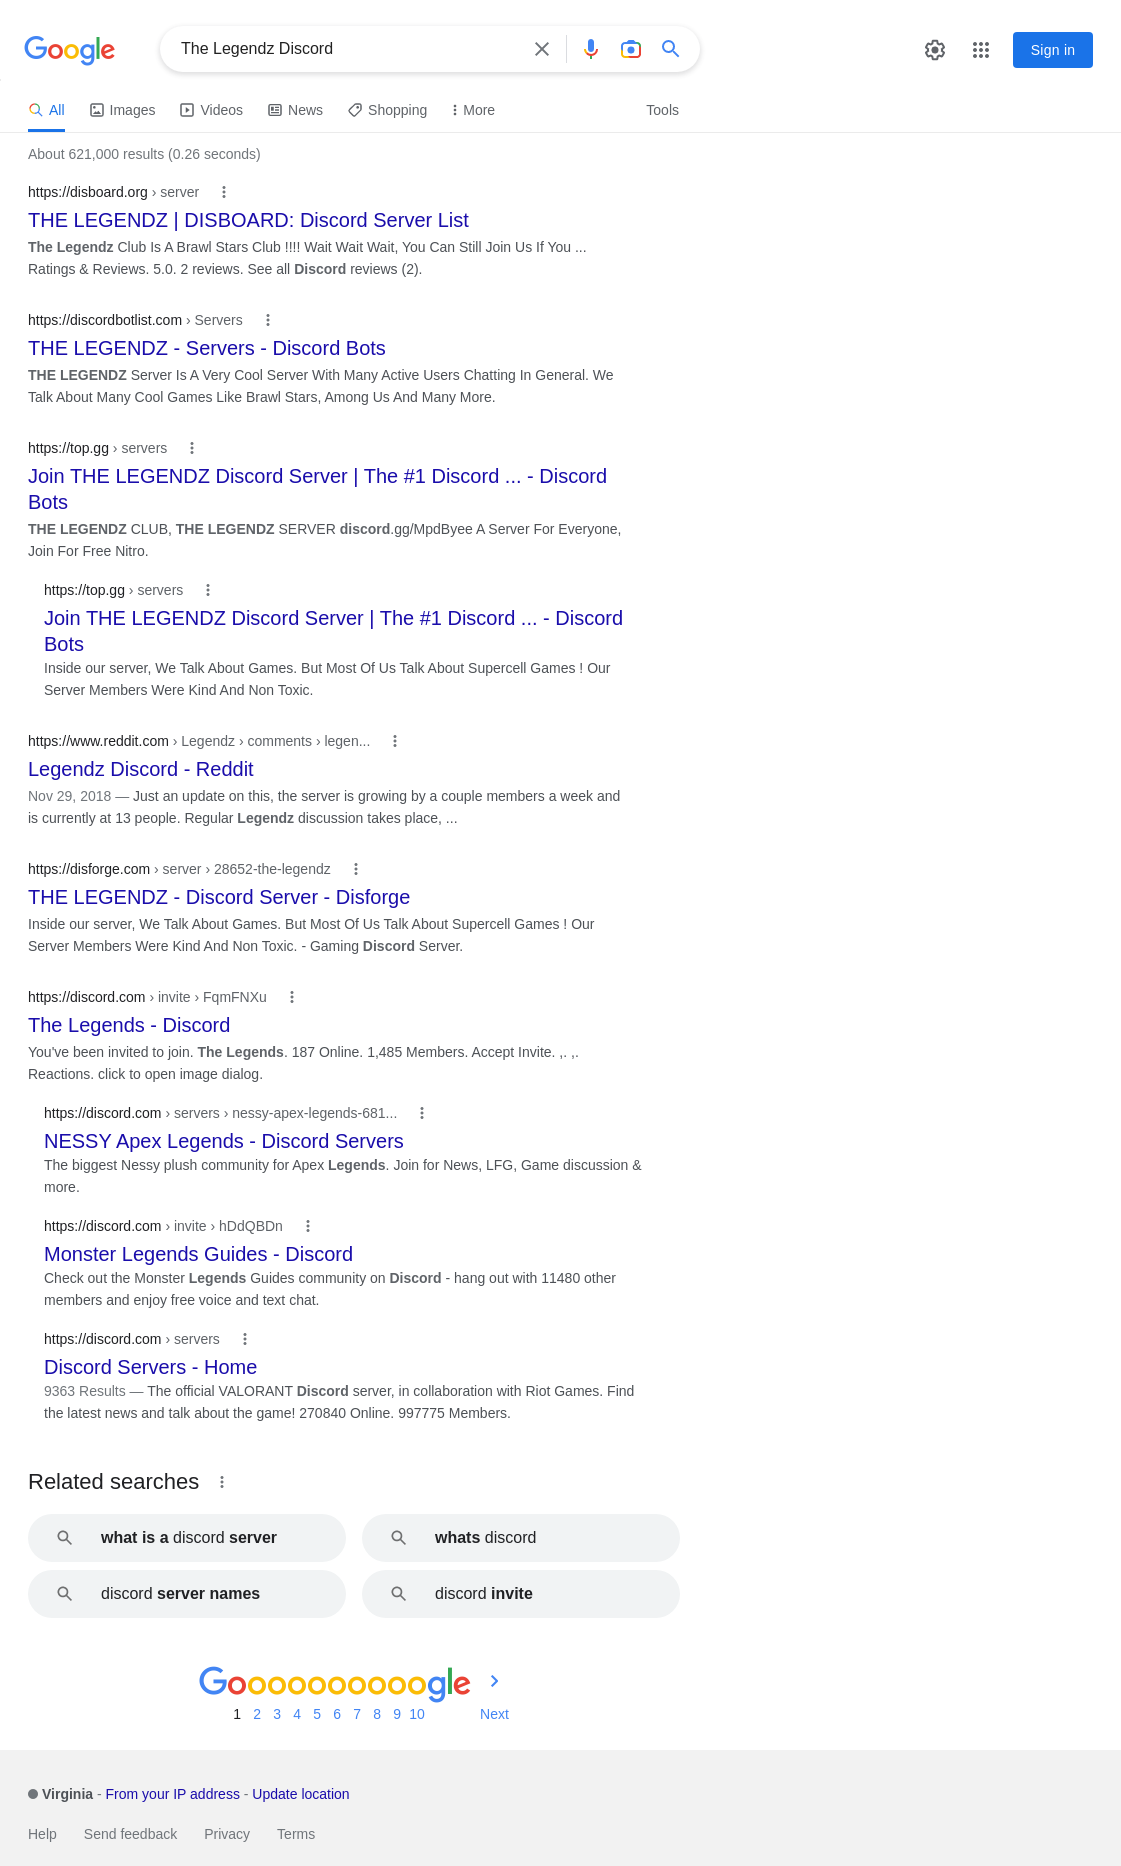 Google
The Legendz Discord
Sign in
All Images Videos News Shopping More Tools
About 621,000 results (0.26 seconds)
https://disboard.org › server
THE LEGENDZ | DISBOARD: Discord Server List
The Legendz Club Is A Brawl Stars Club !!!! Wait Wait Wait, You Can Still Join Us If You ...
Ratings & Reviews. 5.0. 2 reviews. See all Discord reviews (2).
https://discordbotlist.com › Servers
THE LEGENDZ - Servers - Discord Bots
THE LEGENDZ Server Is A Very Cool Server With Many Active Users Chatting In General. We
Talk About Many Cool Games Like Brawl Stars, Among Us And Many More.
https://top.gg › servers
Join THE LEGENDZ Discord Server | The #1 Discord ... - Discord
Bots
THE LEGENDZ CLUB, THE LEGENDZ SERVER discord.gg/MpdByee A Server For Everyone,
Join For Free Nitro.
https://top.gg › servers
Join THE LEGENDZ Discord Server | The #1 Discord ... - Discord
Bots
Inside our server, We Talk About Games. But Most Of Us Talk About Supercell Games ! Our
Server Members Were Kind And Non Toxic.
https://www.reddit.com › Legendz › comments › legen...
Legendz Discord - Reddit
Nov 29, 2018 — Just an update on this, the server is growing by a couple members a week and
is currently at 13 people. Regular Legendz discussion takes place, ...
https://disforge.com › server › 28652-the-legendz
THE LEGENDZ - Discord Server - Disforge
Inside our server, We Talk About Games. But Most Of Us Talk About Supercell Games ! Our
Server Members Were Kind And Non Toxic. - Gaming Discord Server.
https://discord.com › invite › FqmFNXu
The Legends - Discord
You've been invited to join. The Legends. 187 Online. 1,485 Members. Accept Invite. ,. ,.
Reactions. click to open image dialog.
https://discord.com › servers › nessy-apex-legends-681...
NESSY Apex Legends - Discord Servers
The biggest Nessy plush community for Apex Legends. Join for News, LFG, Game discussion &
more.
https://discord.com › invite › hDdQBDn
Monster Legends Guides - Discord
Check out the Monster Legends Guides community on Discord - hang out with 11480 other
members and enjoy free voice and text chat.
https://discord.com › servers
Discord Servers - Home
9363 Results — The official VALORANT Discord server, in collaboration with Riot Games. Find
the latest news and talk about the game! 270840 Online. 997775 Members.
Related searches
what is a discord server
whats discord
discord server names
discord invite
Goooooooooogle
1 2 3 4 5 6 7 8 9 10 Next
Virginia - From your IP address - Update location
Help Send feedback Privacy Terms